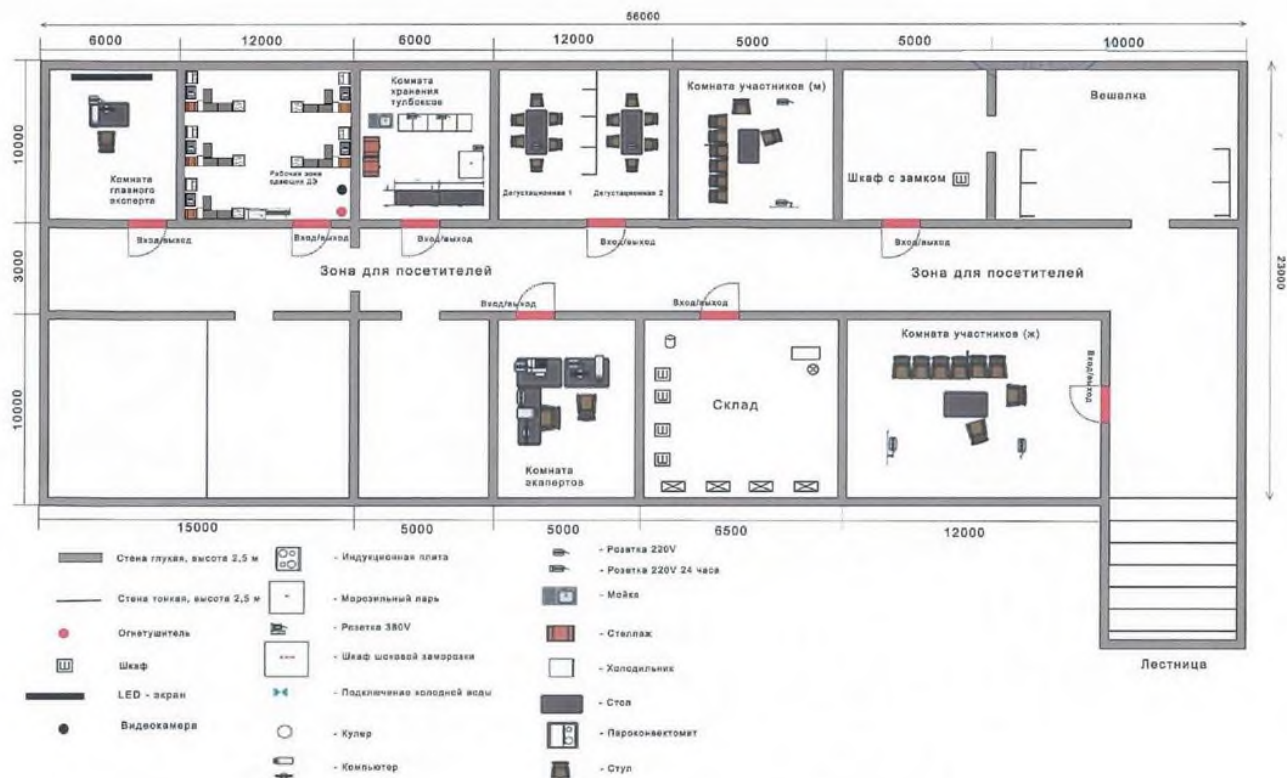 56000
6000
12000
6000
12000
5000
5000
10000
10000
3000
10000
23000
Комната
главного
эксперта
Рабочая зона
сдающих ДЭ
Комната
хранения
тулбоксов
Дегустационная 1
Дегустационная 2
Комната участников (м)
Шкаф с замком
Ш
Вешалка
Вход/выход
Вход/выход
Вход/выход
Вход/выход
Вход/выход
Зона для посетителей
Зона для посетителей
Вход/выход
Вход/выход
Вход/выход
Комната
экспертов
Склад
Ш
Ш
Ш
Ш
Комната участников (ж)
15000
5000
5000
6500
12000
Лестница
Стена глухая, высота 2,5 м
Стена тонкая, высота 2,5 м
Огнетушитель
Ш
Шкаф
LED - экран
Видеокамера
- Индукционная плита
- Морозильный ларь
- Розетка 380V
- Шкаф шоковой заморозки
- Подключение холодной воды
- Кулер
- Компьютер
- Розетка 220V
- Розетка 220V 24 часа
- Мойка
- Стеллаж
- Холодильник
- Стол
- Пароконвектомат
- Стул